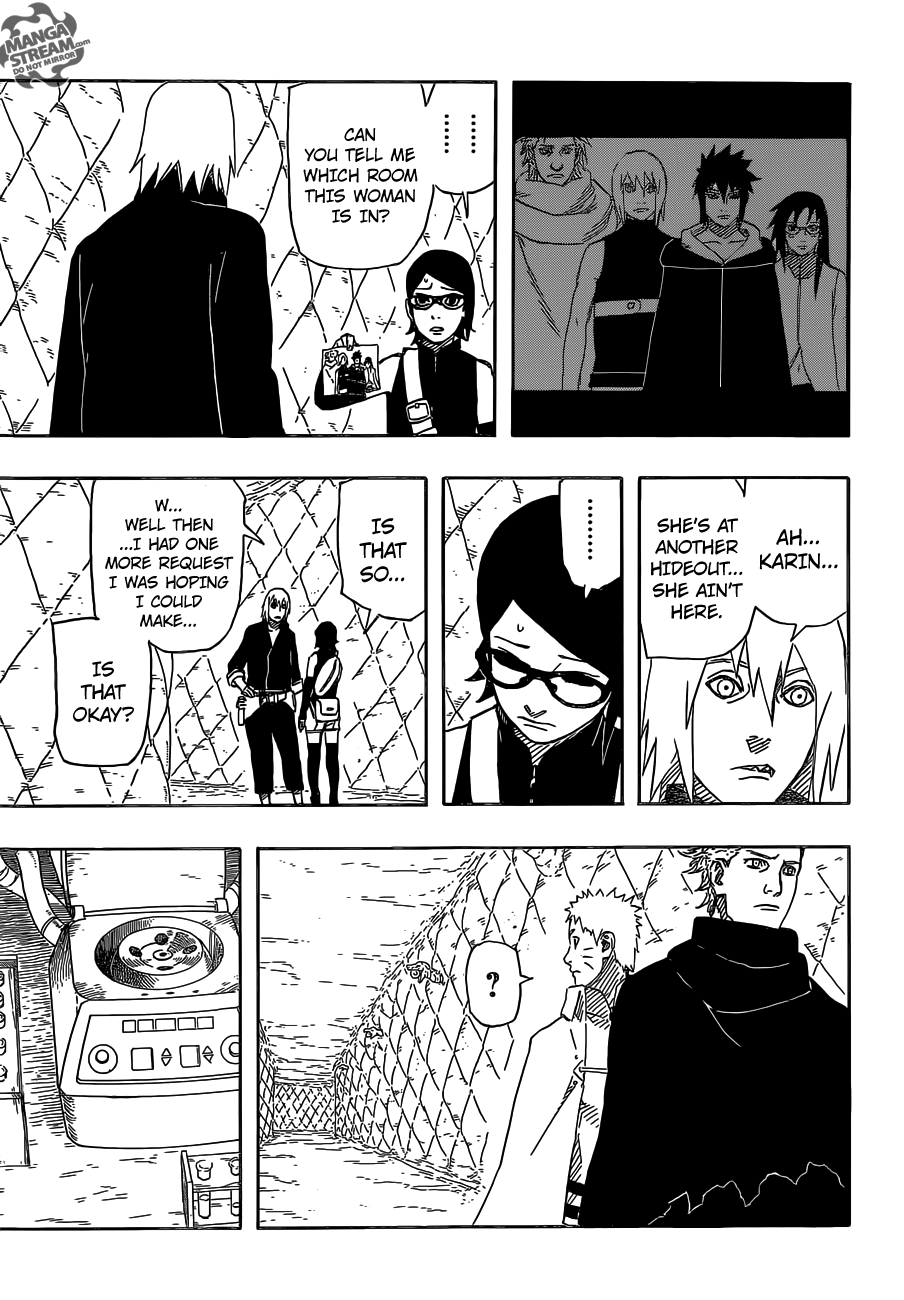 MANGA
STREAM.com
DO NOT MIRROR
........
CAN
YOU TELL ME
WHICH ROOM
THIS WOMAN
IS IN?
AH...
KARIN...
SHE'S AT
ANOTHER
HIDEOUT...
SHE AIN'T
HERE.
.........
IS
THAT
SO...
W...
WELL THEN
...I HAD ONE
MORE REQUEST
I WAS HOPING
I COULD
MAKE...
IS
THAT
OKAY?
?